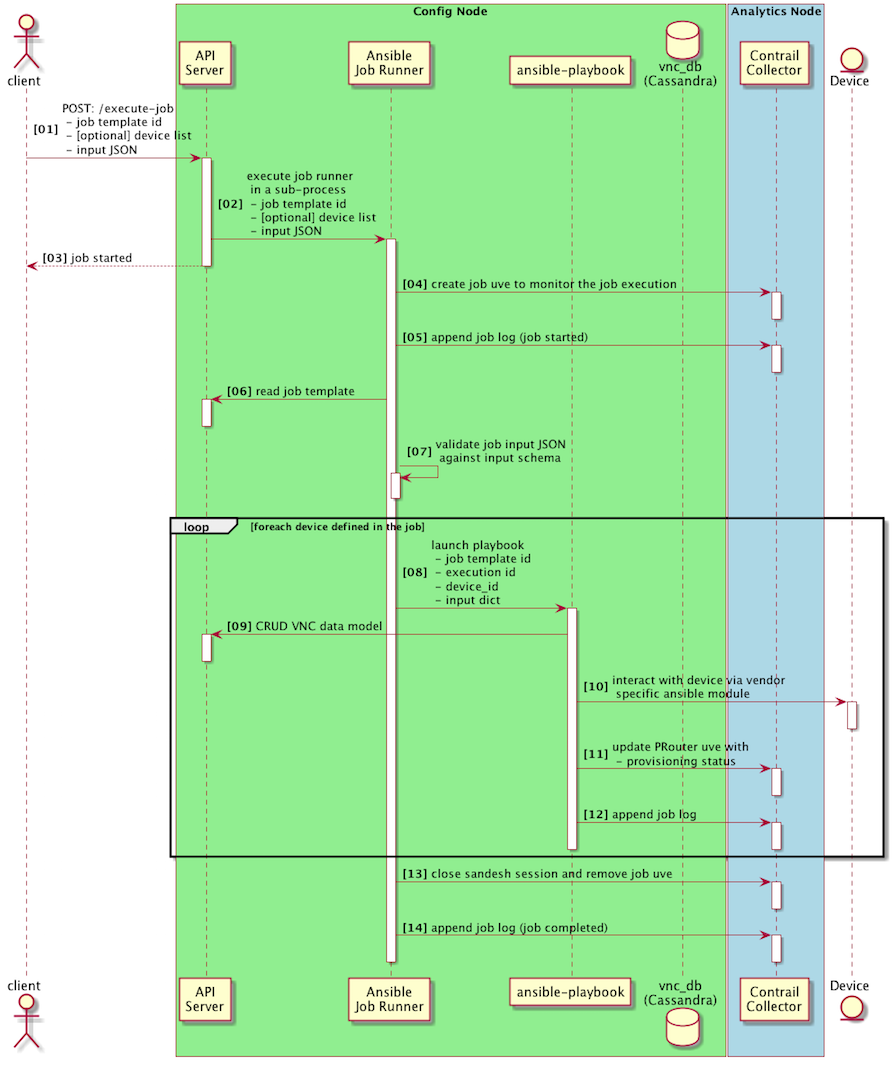 Config Node
Analytics Node
client
API
Server
Ansible
Job Runner
ansible-playbook
vnc_db
(Cassandra)
Contrail
Collector
Device
POST: /execute-job
[01] - job template id
- [optional] device list
- input JSON
execute job runner
in a sub-process
[02] - job template id
- [optional] device list
- input JSON
[03] job started
[04] create job uve to monitor the job execution
[05] append job log (job started)
[06] read job template
[07] validate job input JSON
against input schema
loop [foreach device defined in the job]
launch playbook
- job template id
[08] - execution id
- device_id
- input dict
[09] CRUD VNC data model
[10] interact with device via vendor
specific ansible module
[11] update PRouter uve with
- provisioning status
[12] append job log
[13] close sandesh session and remove job uve
[14] append job log (job completed)
client
API
Server
Ansible
Job Runner
ansible-playbook
vnc_db
(Cassandra)
Contrail
Collector
Device